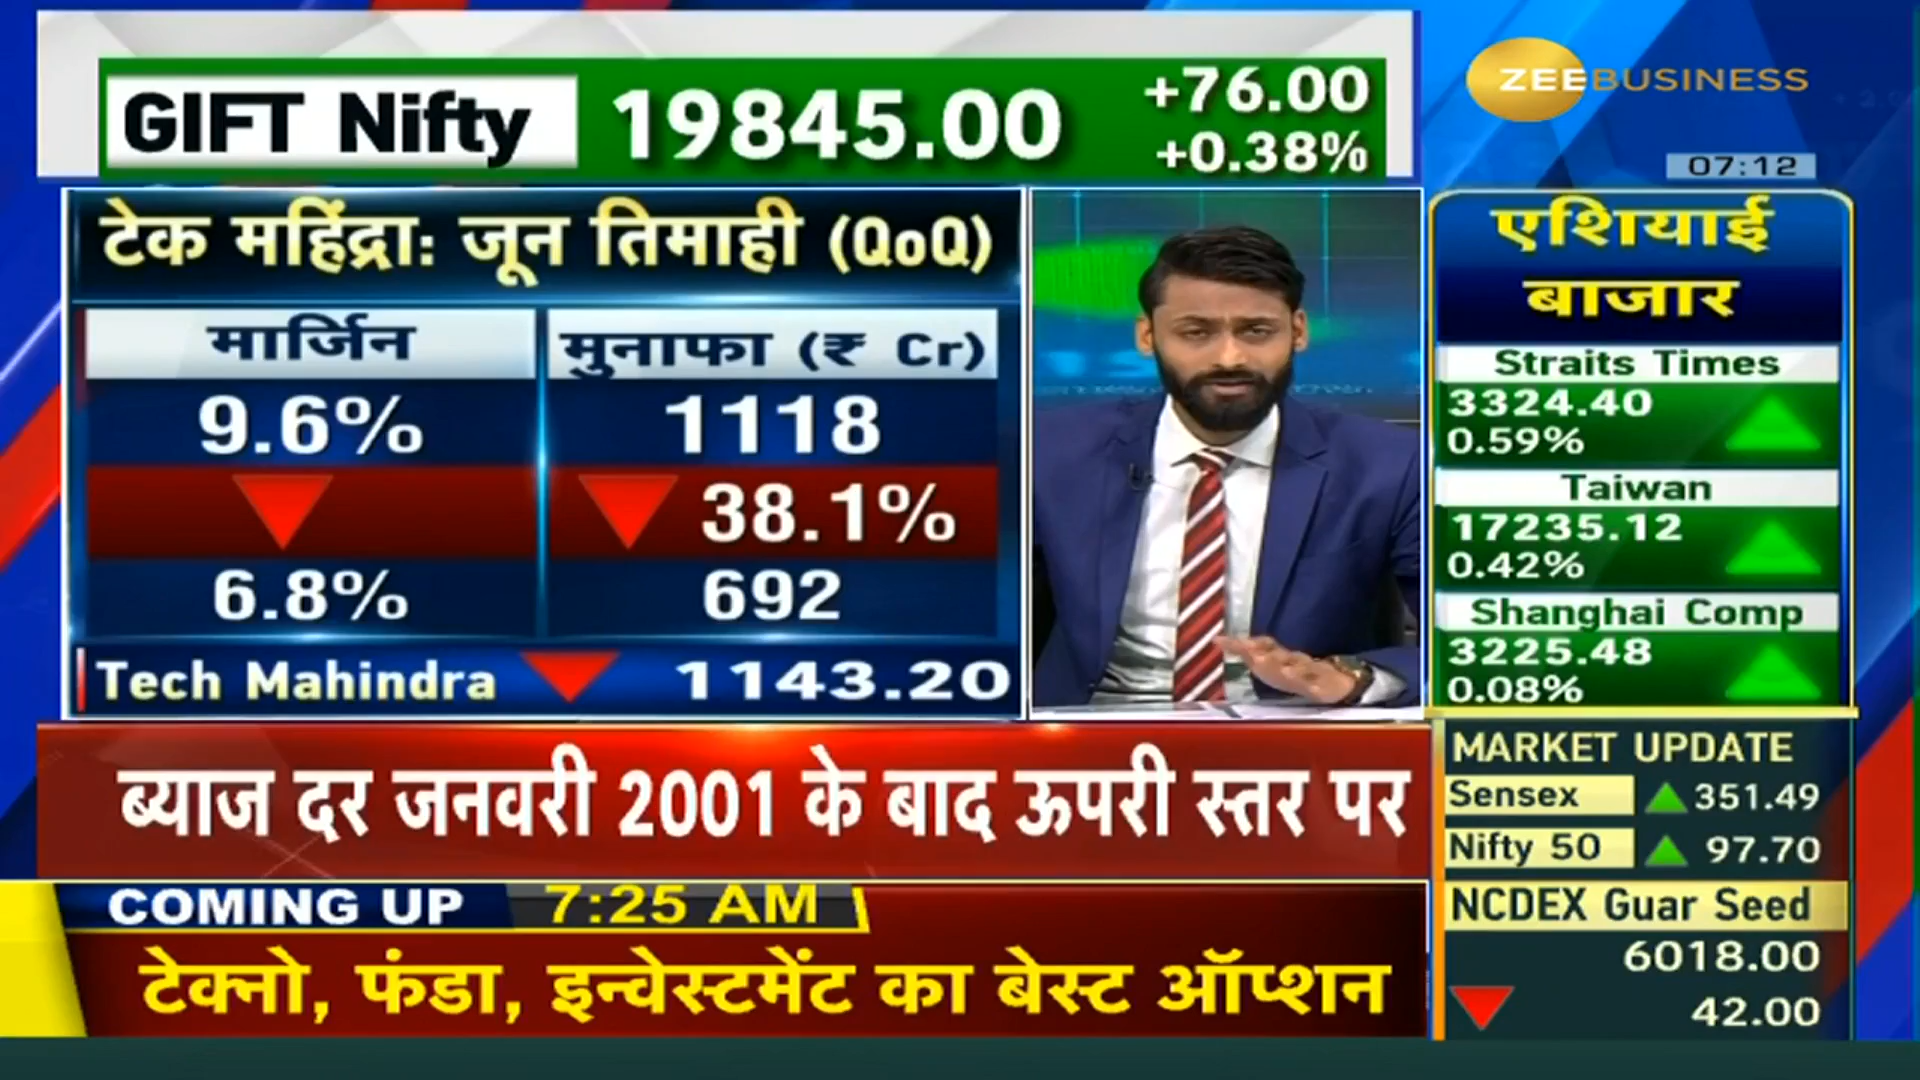 GIFT Nifty 19845.00 +76.00
+0.38%
ZEEBUSINESS
07:12
टेक महिंद्रा: जून तिमाही (QoQ)
मार्जिन मुनाफा (₹ Cr)
9.6% 1118
38.1%
6.8% 692
Tech Mahindra 1143.20
एशियाई
बाजार
Straits Times
3324.40
0.59%
Taiwan
17235.12
0.42%
Shanghai Comp
3225.48
0.08%
ब्याज दर जनवरी 2001 के बाद ऊपरी स्तर पर
MARKET UPDATE
Sensex 351.49
Nifty 50 97.70
NCDEX Guar Seed
6018.00
42.00
COMING UP 7:25 AM
टेक्नो, फंडा, इन्वेस्टमेंट का बेस्ट ऑप्शन